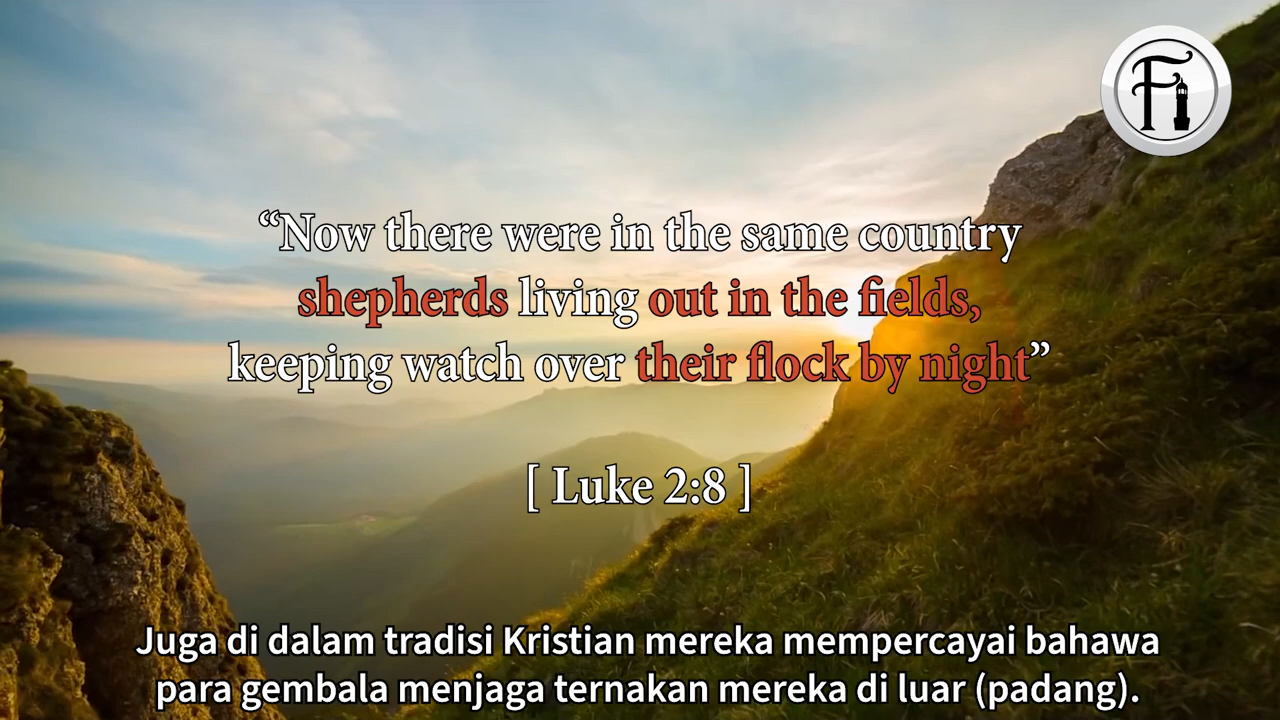 Fi
“Now there were in the same country
shepherds living out in the fields,
keeping watch over their flock by night”
[ Luke 2:8 ]
Juga di dalam tradisi Kristian mereka mempercayai bahawa
para gembala menjaga ternakan mereka di luar (padang).